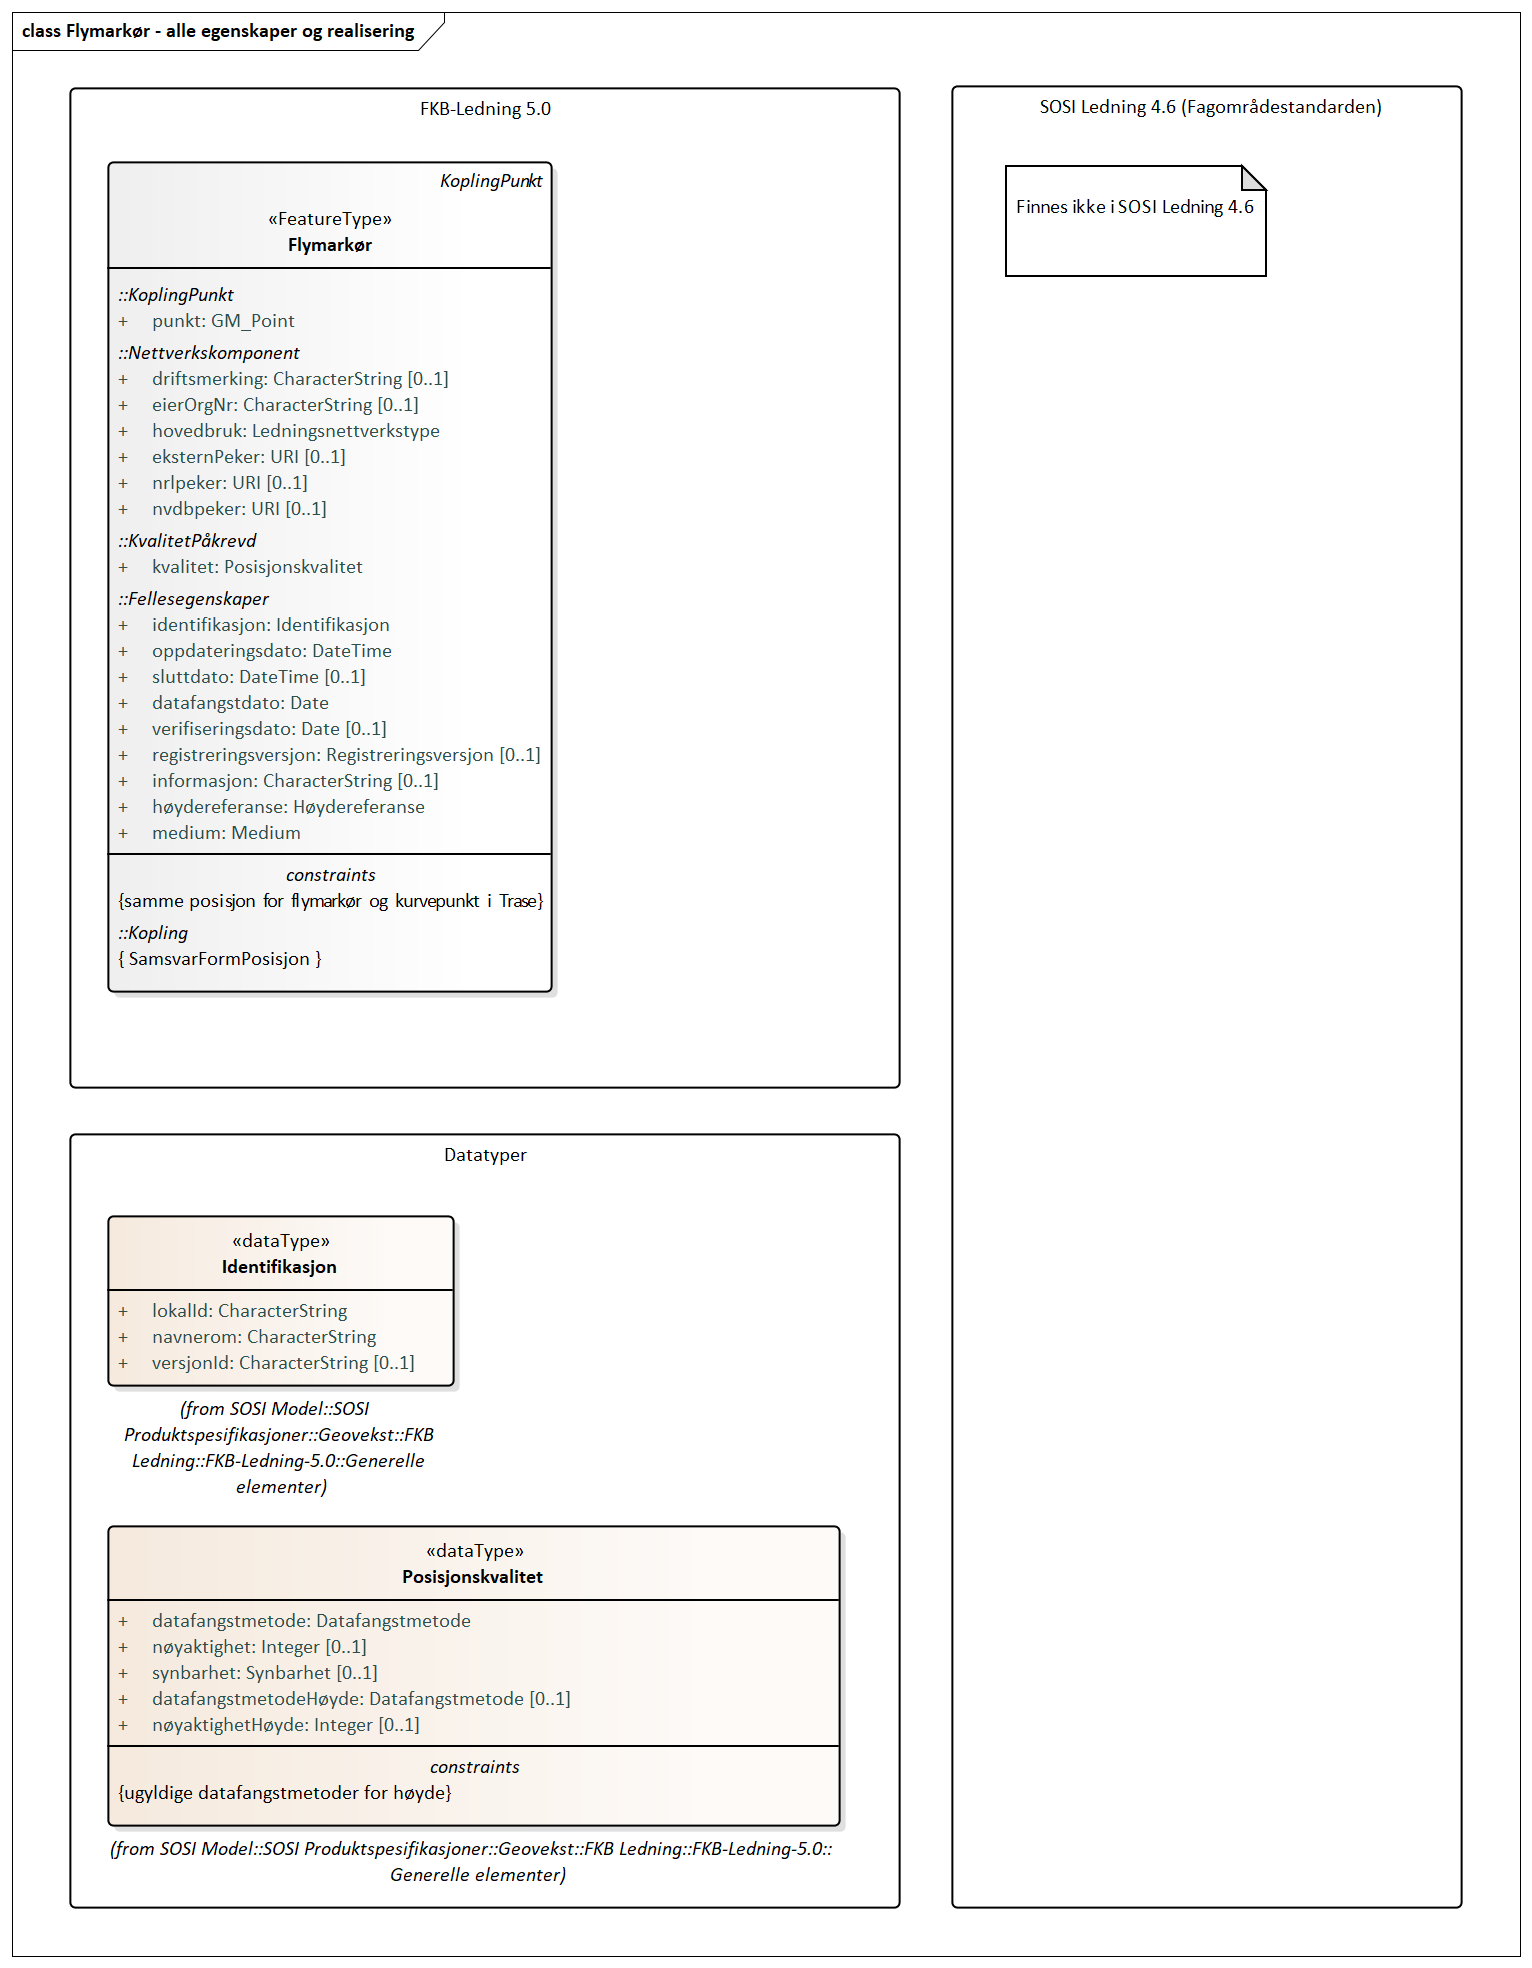 class Flymarkør - alle egenskaper og realisering
FKB-Ledning 5.0
KoplingPunkt
«FeatureType»
Flymarkør
::KoplingPunkt
+ punkt: GM_Point
::Nettverkskomponent
+ driftsmerking: CharacterString [0..1]
+ eierOrgNr: CharacterString [0..1]
+ hovedbruk: Ledningsnettverkstype
+ eksternPeker: URI [0..1]
+ nrlpeker: URI [0..1]
+ nvdbpeker: URI [0..1]
::KvalitetPåkrevd
+ kvalitet: Posisjonskvalitet
::Fellesegenskaper
+ identifikasjon: Identifikasjon
+ oppdateringsdato: DateTime
+ sluttdato: DateTime [0..1]
+ datafangstdato: Date
+ verifiseringsdato: Date [0..1]
+ registreringsversjon: Registreringsversjon [0..1]
+ informasjon: CharacterString [0..1]
+ høydereferanse: Høydereferanse
+ medium: Medium
constraints
{samme posisjon for flymarkør og kurvepunkt i Trase}
::Kopling
{ SamsvarFormPosisjon }
SOSI Ledning 4.6 (Fagområdestandarden)
Finnes ikke i SOSI Ledning 4.6
Datatyper
«dataType»
Identifikasjon
+ lokalId: CharacterString
+ navnerom: CharacterString
+ versjonId: CharacterString [0..1]
(from SOSI Model::SOSI
Produktspesifikasjoner::Geovekst::FKB
Ledning::FKB-Ledning-5.0::Generelle
elementer)
«dataType»
Posisjonskvalitet
+ datafangstmetode: Datafangstmetode
+ nøyaktighet: Integer [0..1]
+ synbarhet: Synbarhet [0..1]
+ datafangstmetodeHøyde: Datafangstmetode [0..1]
+ nøyaktighetHøyde: Integer [0..1]
constraints
{ugyldige datafangstmetoder for høyde}
(from SOSI Model::SOSI Produktspesifikasjoner::Geovekst::FKB Ledning::FKB-Ledning-5.0::
Generelle elementer)